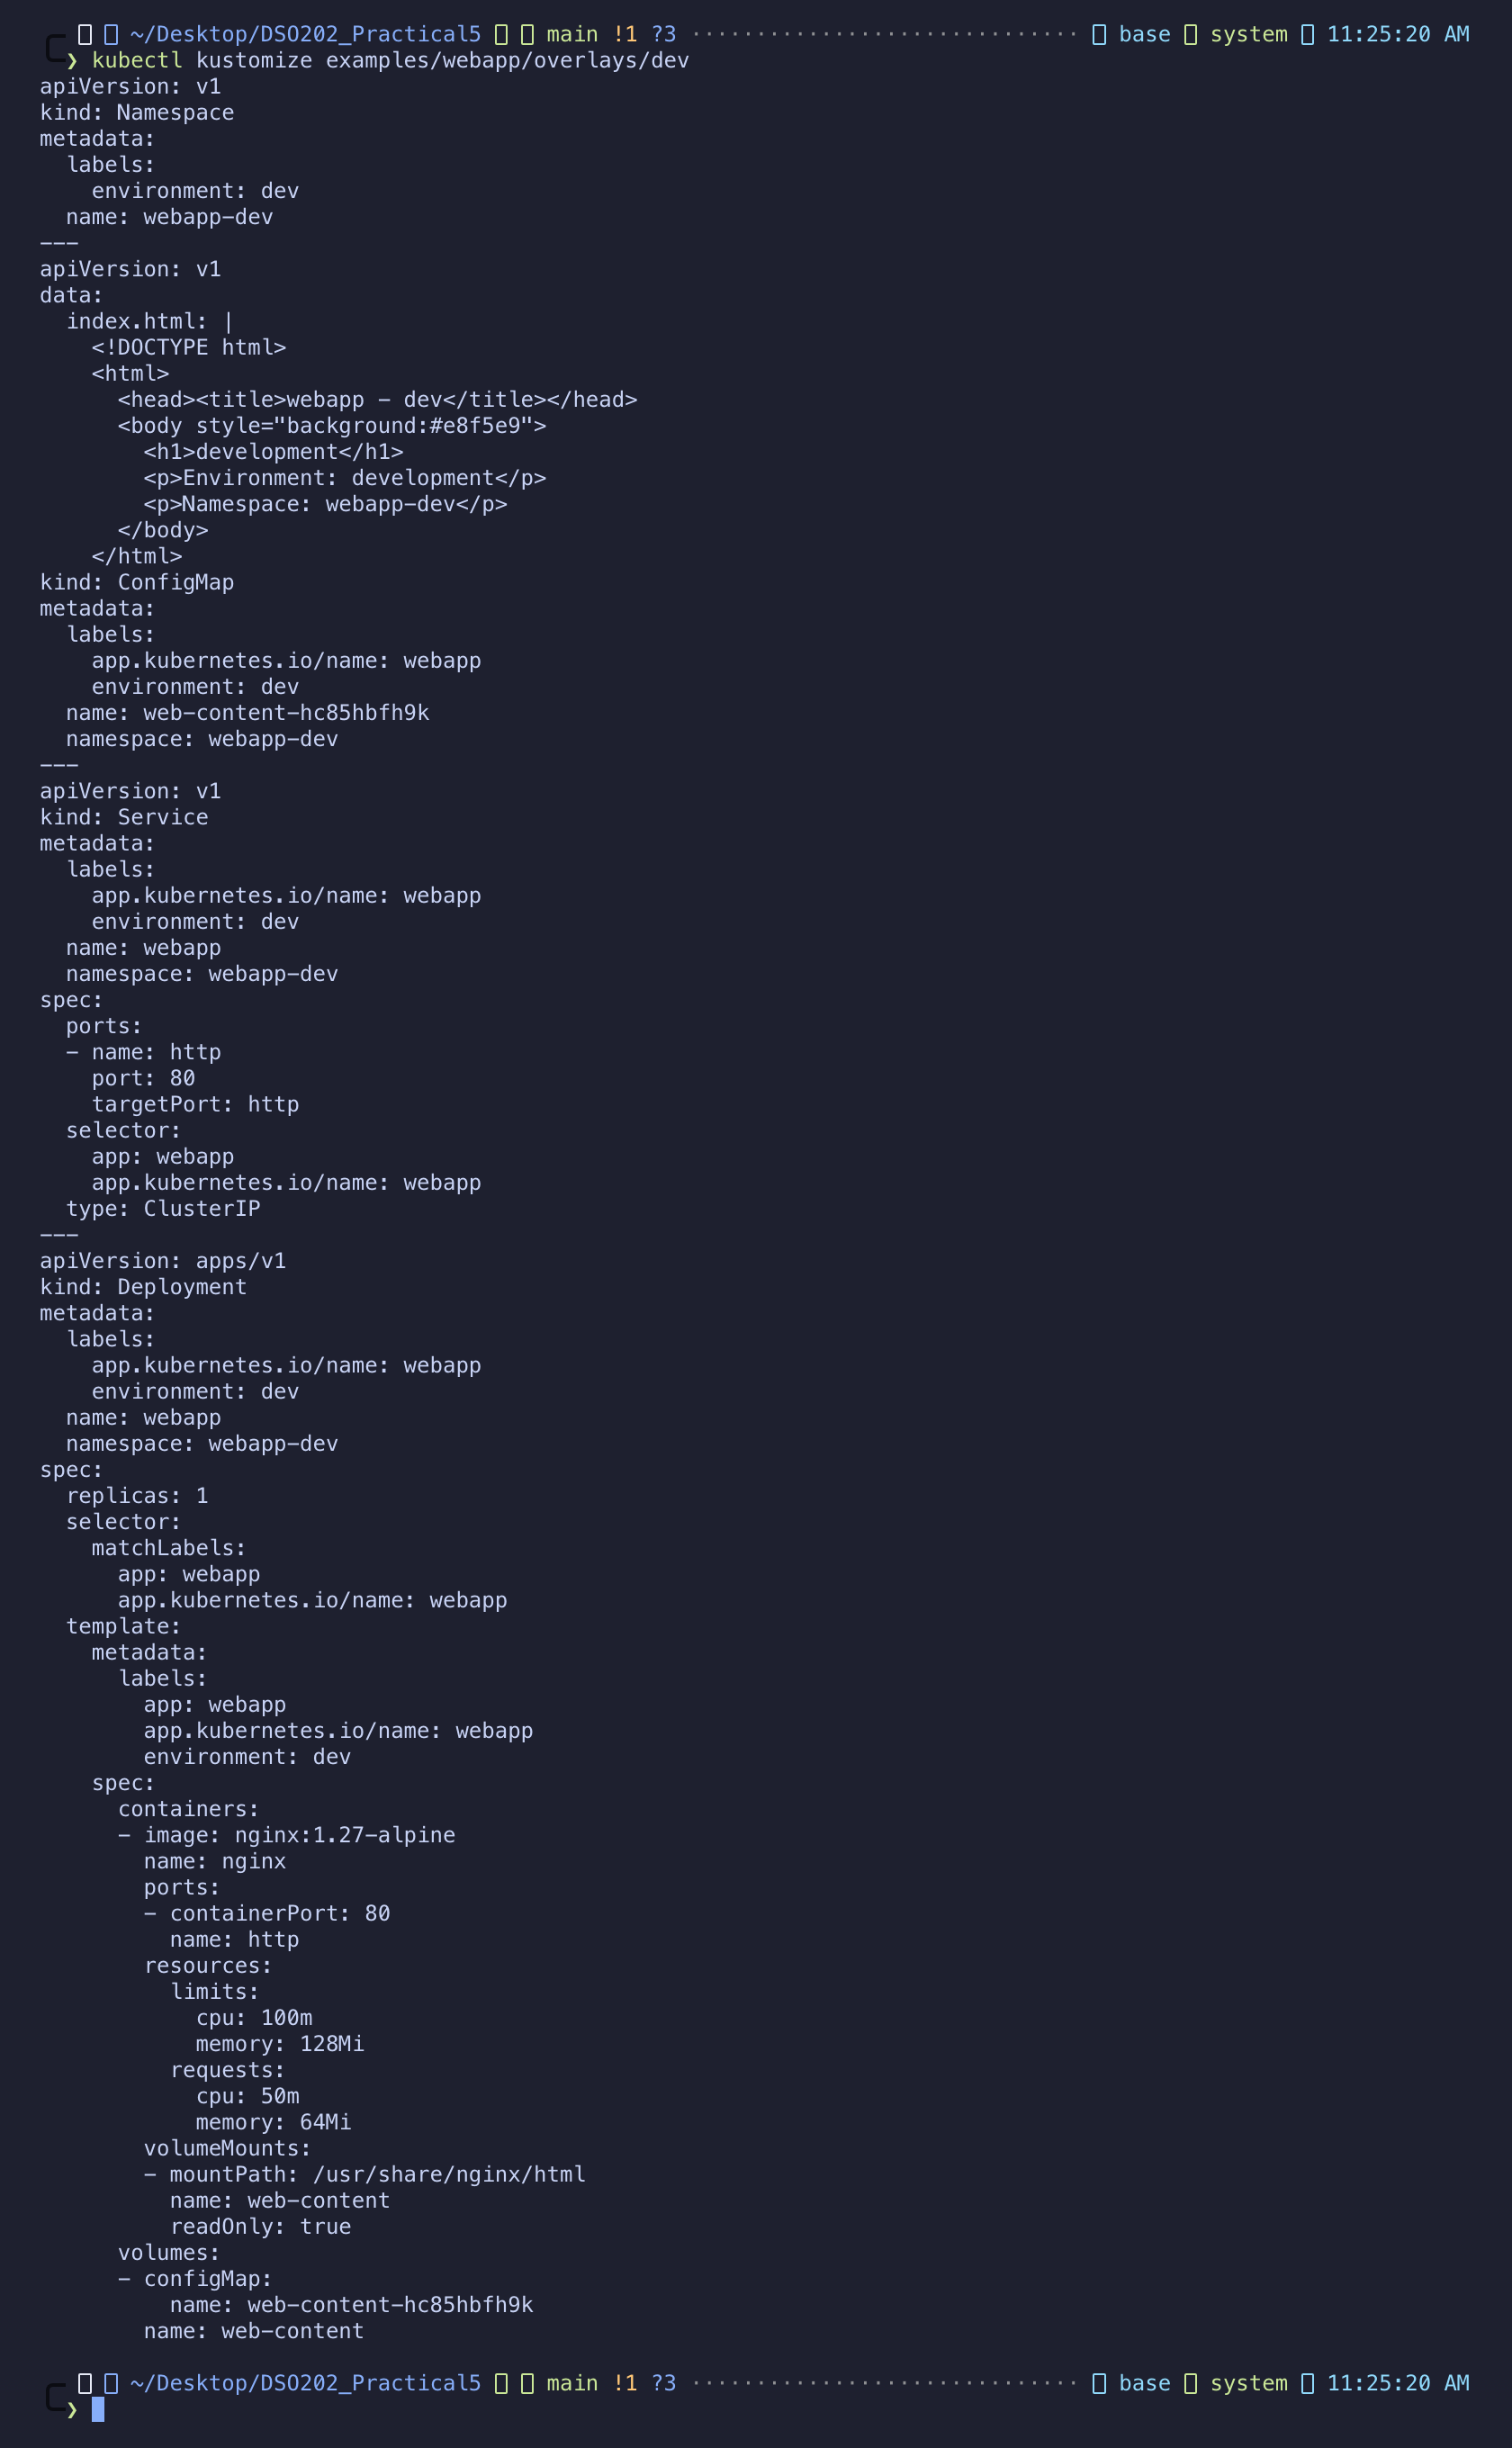 ~/Desktop/DSO202_Practical5 main !1 ?3 ······························ base system 11:25:20 AM
❯ kubectl kustomize examples/webapp/overlays/dev
apiVersion: v1
kind: Namespace
metadata:
  labels:
    environment: dev
  name: webapp-dev
---
apiVersion: v1
data:
  index.html: |
    <!DOCTYPE html>
    <html>
      <head><title>webapp - dev</title></head>
      <body style="background:#e8f5e9">
        <h1>development</h1>
        <p>Environment: development</p>
        <p>Namespace: webapp-dev</p>
      </body>
    </html>
kind: ConfigMap
metadata:
  labels:
    app.kubernetes.io/name: webapp
    environment: dev
  name: web-content-hc85hbfh9k
  namespace: webapp-dev
---
apiVersion: v1
kind: Service
metadata:
  labels:
    app.kubernetes.io/name: webapp
    environment: dev
  name: webapp
  namespace: webapp-dev
spec:
  ports:
  - name: http
    port: 80
    targetPort: http
  selector:
    app: webapp
    app.kubernetes.io/name: webapp
  type: ClusterIP
---
apiVersion: apps/v1
kind: Deployment
metadata:
  labels:
    app.kubernetes.io/name: webapp
    environment: dev
  name: webapp
  namespace: webapp-dev
spec:
  replicas: 1
  selector:
    matchLabels:
      app: webapp
      app.kubernetes.io/name: webapp
  template:
    metadata:
      labels:
        app: webapp
        app.kubernetes.io/name: webapp
        environment: dev
    spec:
      containers:
      - image: nginx:1.27-alpine
        name: nginx
        ports:
        - containerPort: 80
          name: http
        resources:
          limits:
            cpu: 100m
            memory: 128Mi
          requests:
            cpu: 50m
            memory: 64Mi
        volumeMounts:
        - mountPath: /usr/share/nginx/html
          name: web-content
          readOnly: true
      volumes:
      - configMap:
          name: web-content-hc85hbfh9k
        name: web-content
~/Desktop/DSO202_Practical5 main !1 ?3 ······························ base system 11:25:20 AM
❯